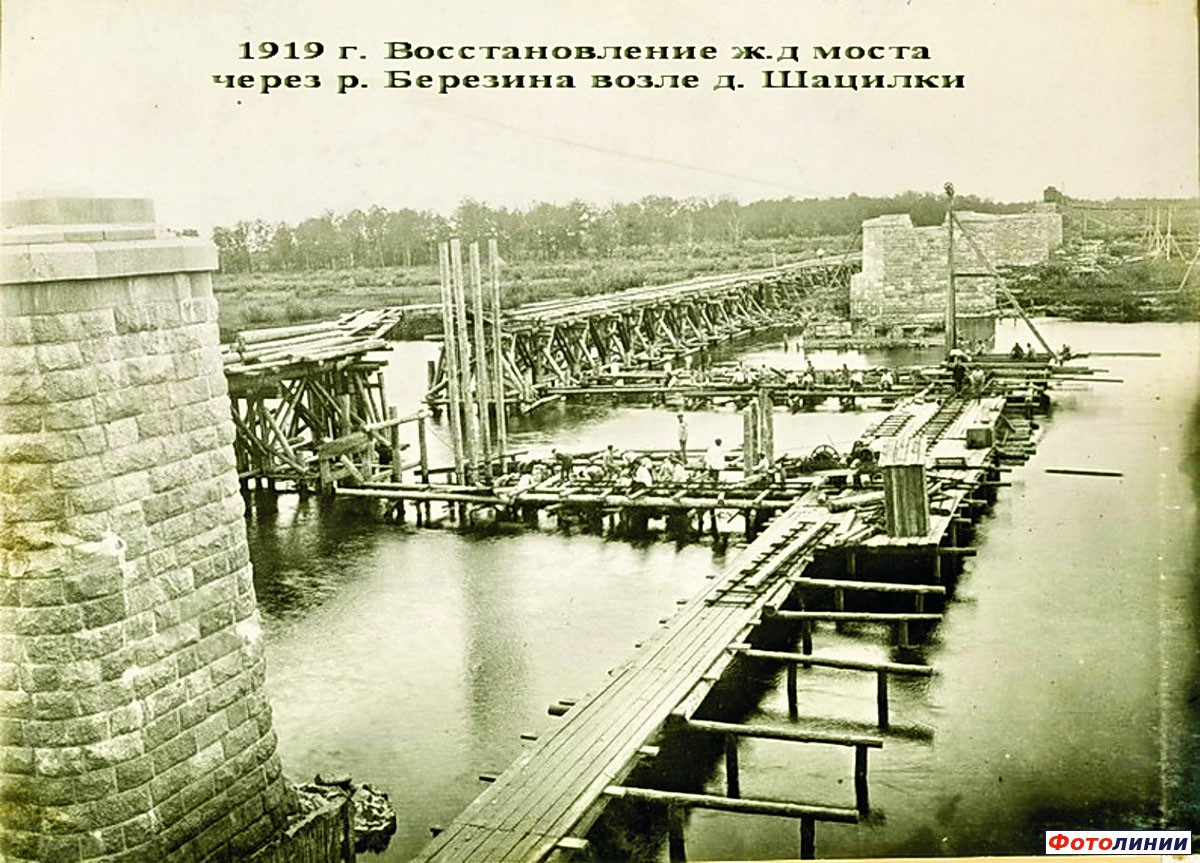 1919 г. Восстановление ж.д моста
через р. Березина возле д. Шацилки
Фотолинии